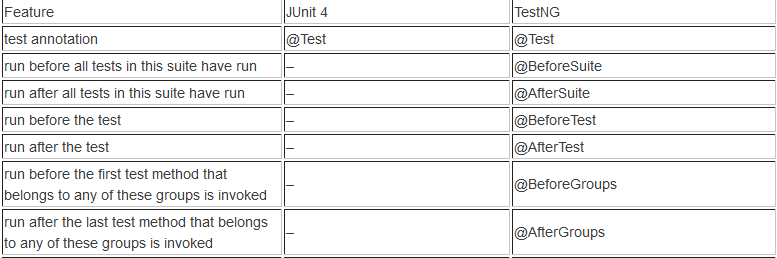 Feature JUnit 4 TestNG
test annotation @Test @Test
run before all tests in this suite have run – @BeforeSuite
run after all tests in this suite have run – @AfterSuite
run before the test – @BeforeTest
run after the test – @AfterTest
run before the first test method that
belongs to any of these groups is invoked – @BeforeGroups
run after the last test method that belongs
to any of these groups is invoked – @AfterGroups